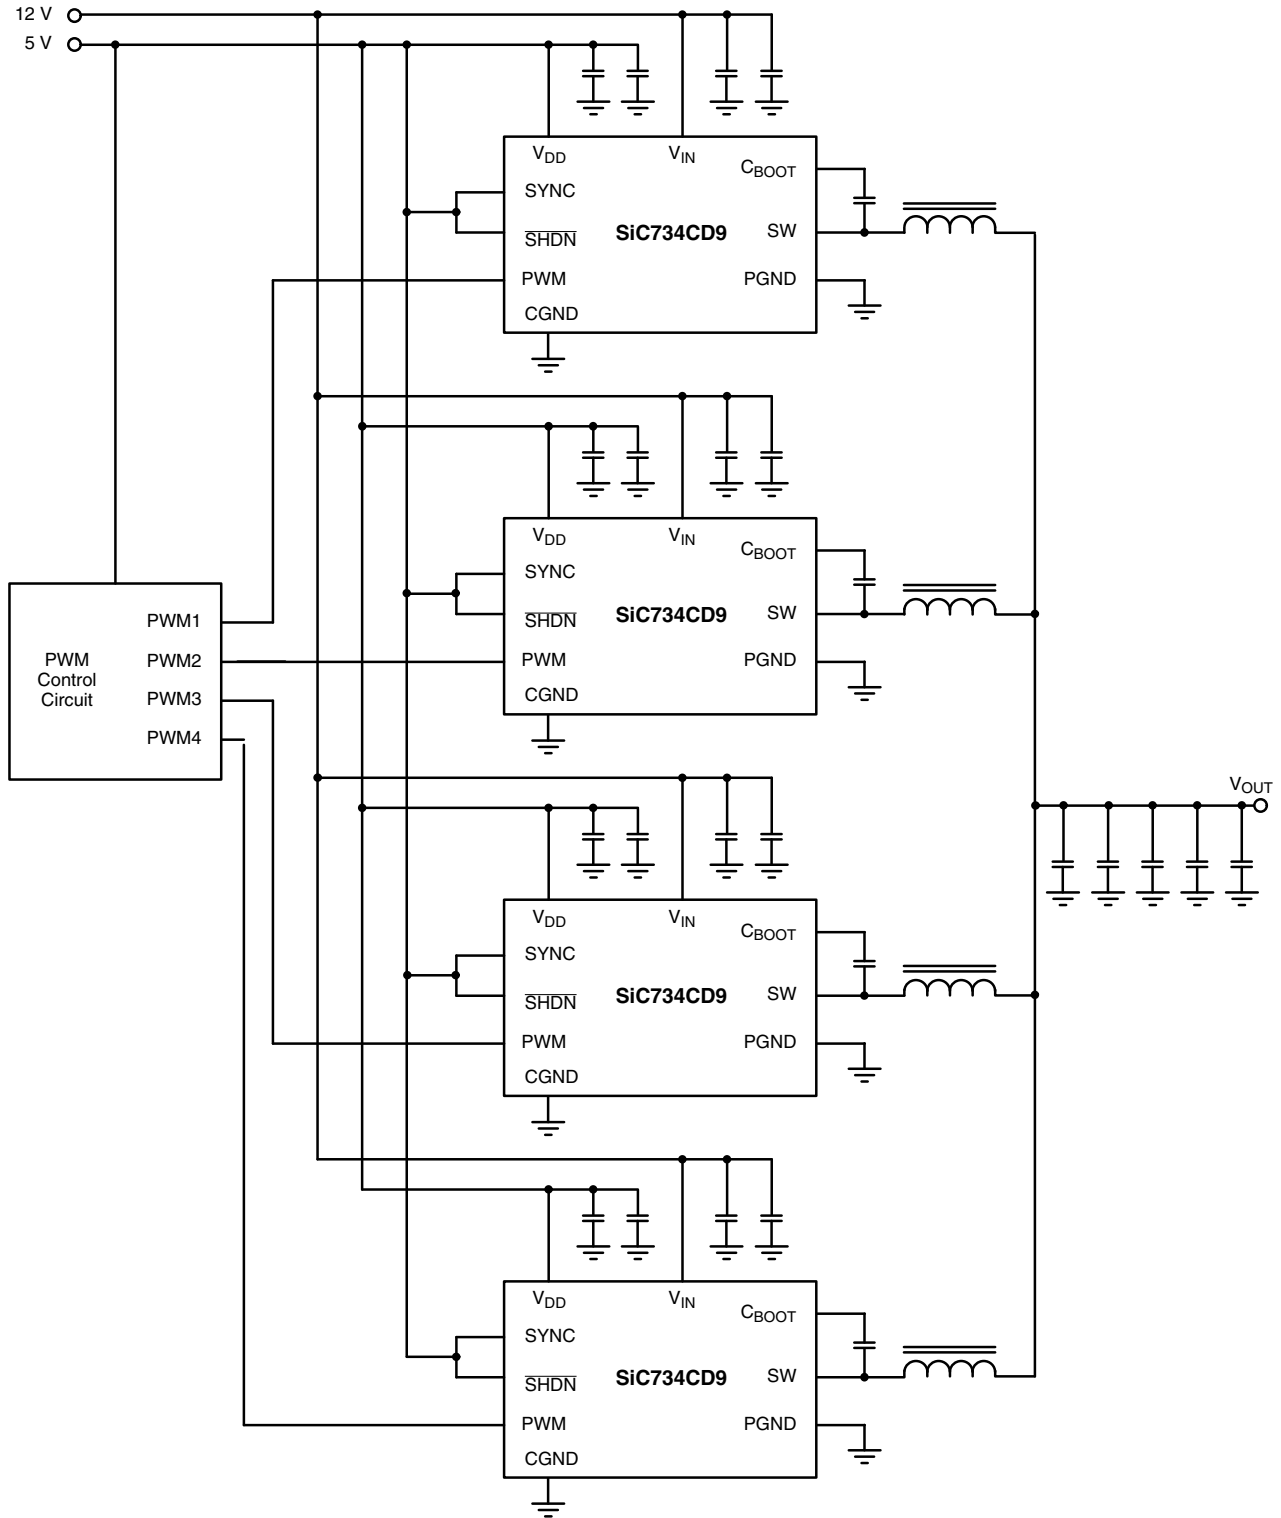 12 V
5 V
VDD
VIN
CBOOT
SYNC
SHDN
SiC734CD9
SW
PWM
PGND
CGND
VDD
VIN
CBOOT
SYNC
SHDN
SiC734CD9
SW
PWM
PGND
CGND
PWM
Control
Circuit
PWM1
PWM2
PWM3
PWM4
VOUT
VDD
VIN
CBOOT
SYNC
SHDN
SiC734CD9
SW
PWM
PGND
CGND
VDD
VIN
CBOOT
SYNC
SHDN
SiC734CD9
SW
PWM
PGND
CGND